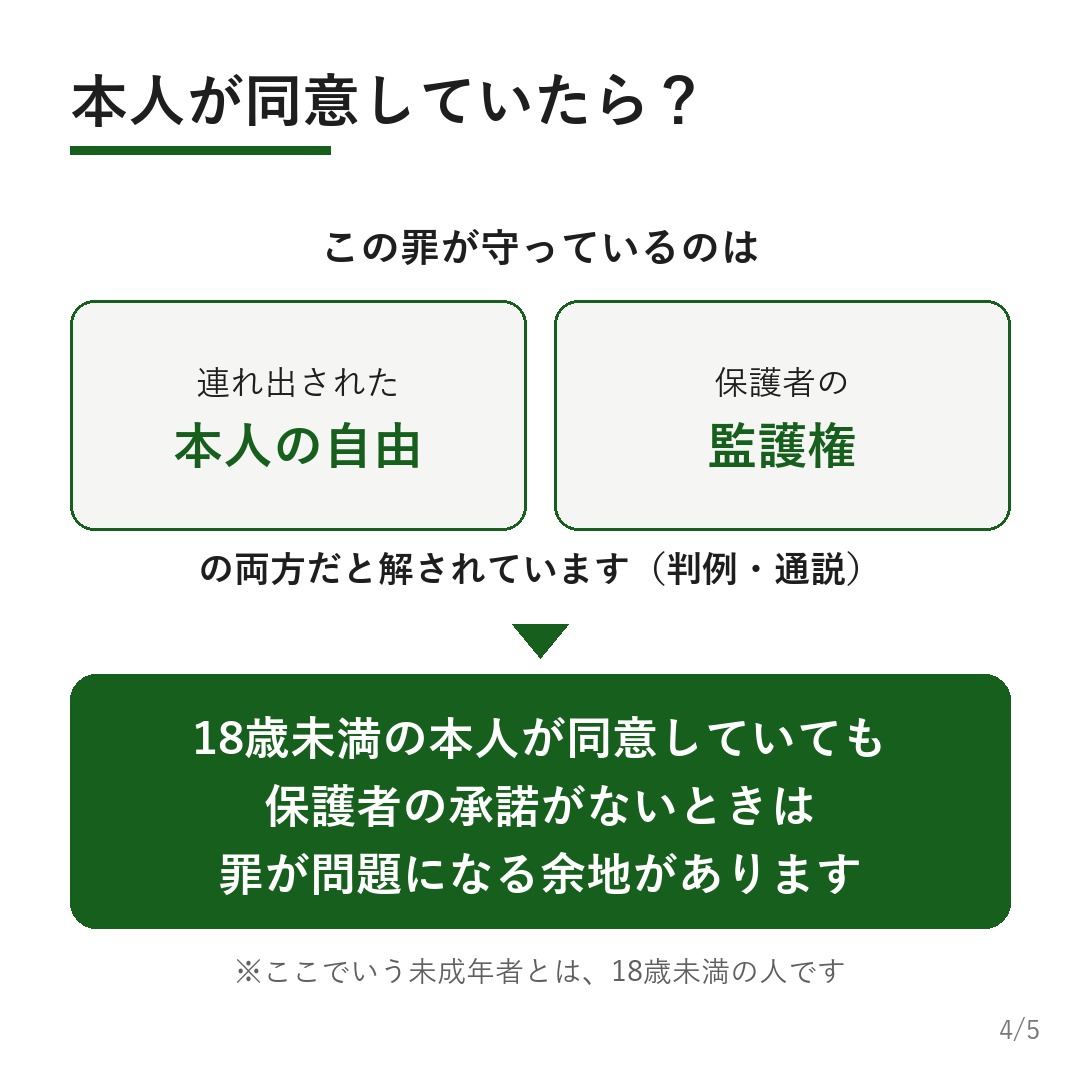 本人が同意していたら？
この罪が守っているのは
連れ出された
本人の自由
保護者の
監護権
の両方だと解されています（判例・通説）
18歳未満の本人が同意していても
保護者の承諾がないときは
罪が問題になる余地があります
※ここでいう未成年者とは、18歳未満の人です
4/5